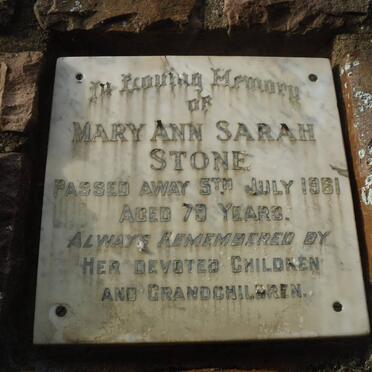 In Loving Memory
of
MARY ANN SARAH
STONE
PASSED AWAY 5TH JULY 1981
AGED 79 YEARS.
ALWAYS REMEMBERED BY
HER DEVOTED CHILDREN
AND GRANDCHILDREN.